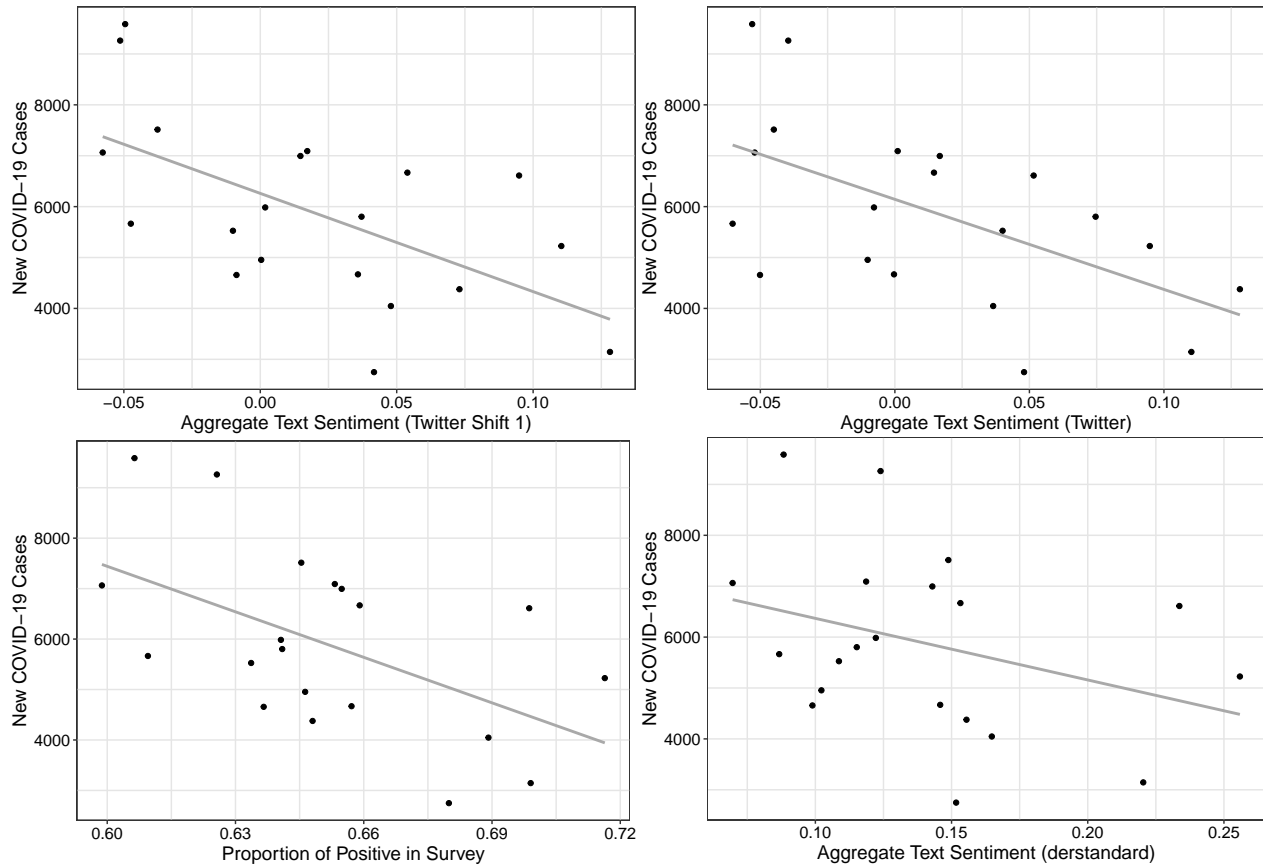 New COVID−19 Cases
8000
6000
4000
−0.05 0.00 0.05 0.10
Aggregate Text Sentiment (Twitter Shift 1)
New COVID−19 Cases
8000
6000
4000
−0.05 0.00 0.05 0.10
Aggregate Text Sentiment (Twitter)
New COVID−19 Cases
8000
6000
4000
0.60 0.63 0.66 0.69 0.72
Proportion of Positive in Survey
New COVID−19 Cases
8000
6000
4000
0.10 0.15 0.20 0.25
Aggregate Text Sentiment (derstandard)